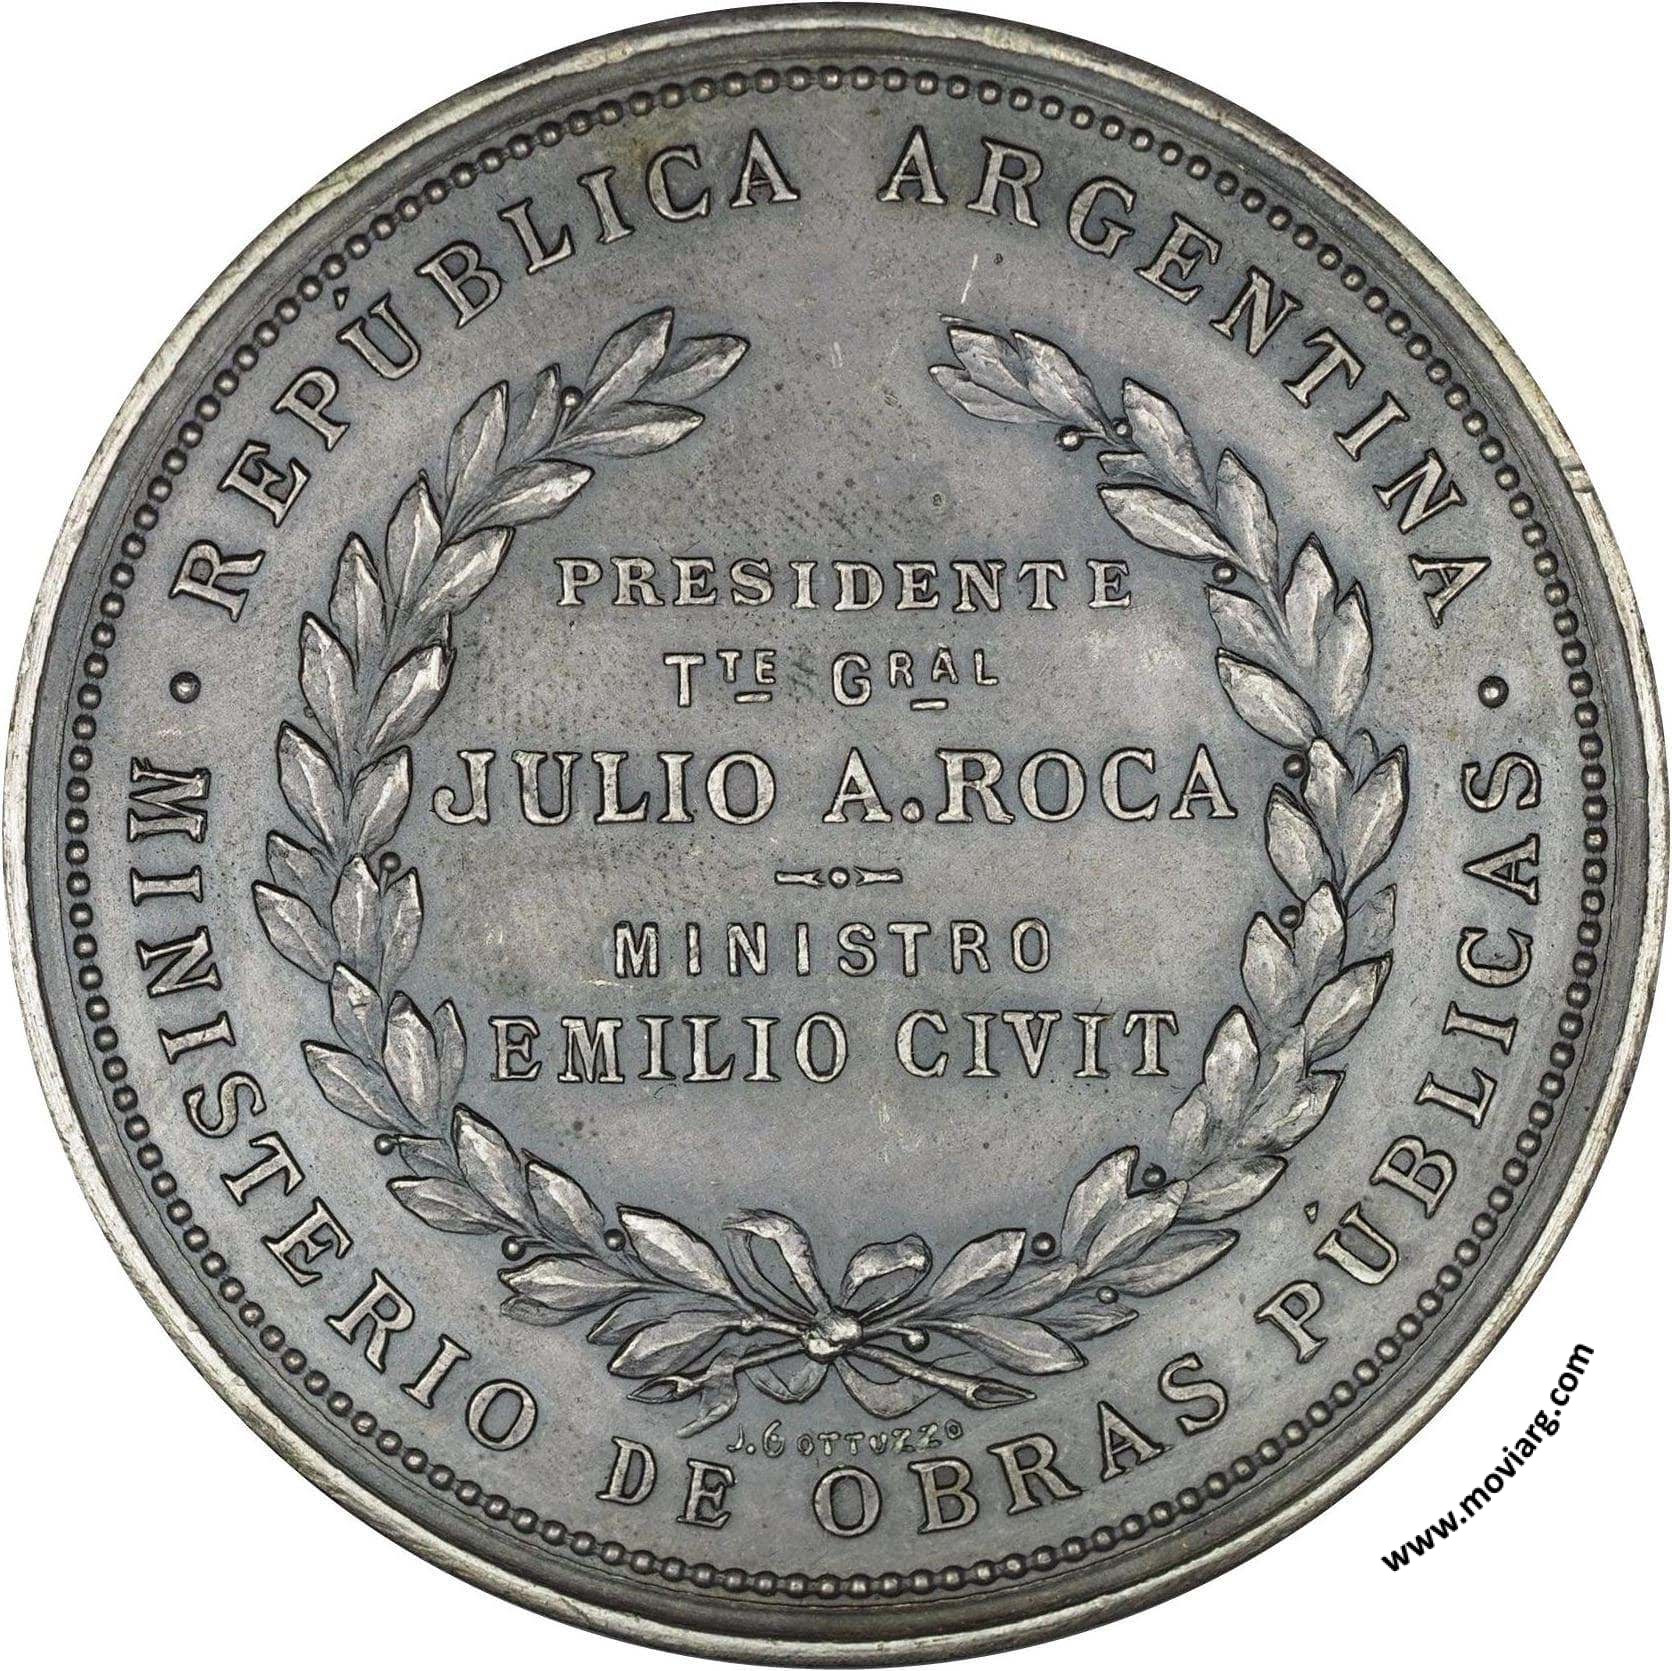 · REPÚBLICA ARGENTINA ·
PRESIDENTE
TTE GRAL
JULIO A. ROCA
MINISTRO
EMILIO CIVIT
J. GOTTUZZO
MINISTERIO DE OBRAS PÚBLICAS
www.moviarg.com